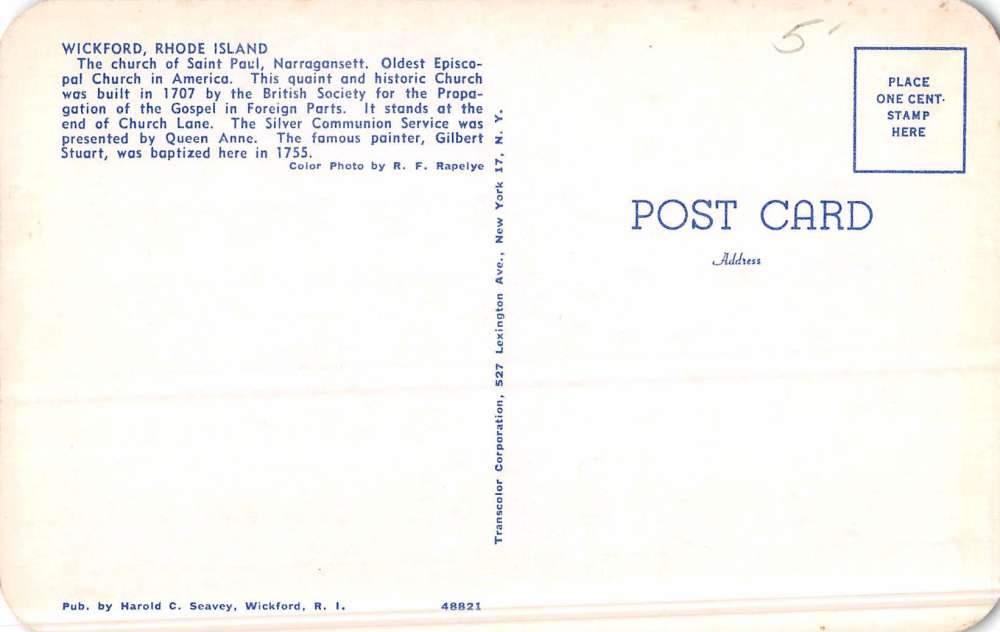 WICKFORD, RHODE ISLAND
The church of Saint Paul, Narragansett. Oldest Episco-
pal Church in America. This quaint and historic Church
was built in 1707 by the British Society for the Propa-
gation of the Gospel in Foreign Parts. It stands at the
end of Church Lane. The Silver Communion Service was
presented by Queen Anne. The famous painter, Gilbert
Stuart, was baptized here in 1755.
Color Photo by R. F. Rapelye
Pub. by Harold C. Seavey, Wickford, R. I.
48821
Transcolor Corporation, 527 Lexington Ave., New York 17, N. Y.
5'
PLACE
ONE CENT-
STAMP
HERE
POST CARD
Address